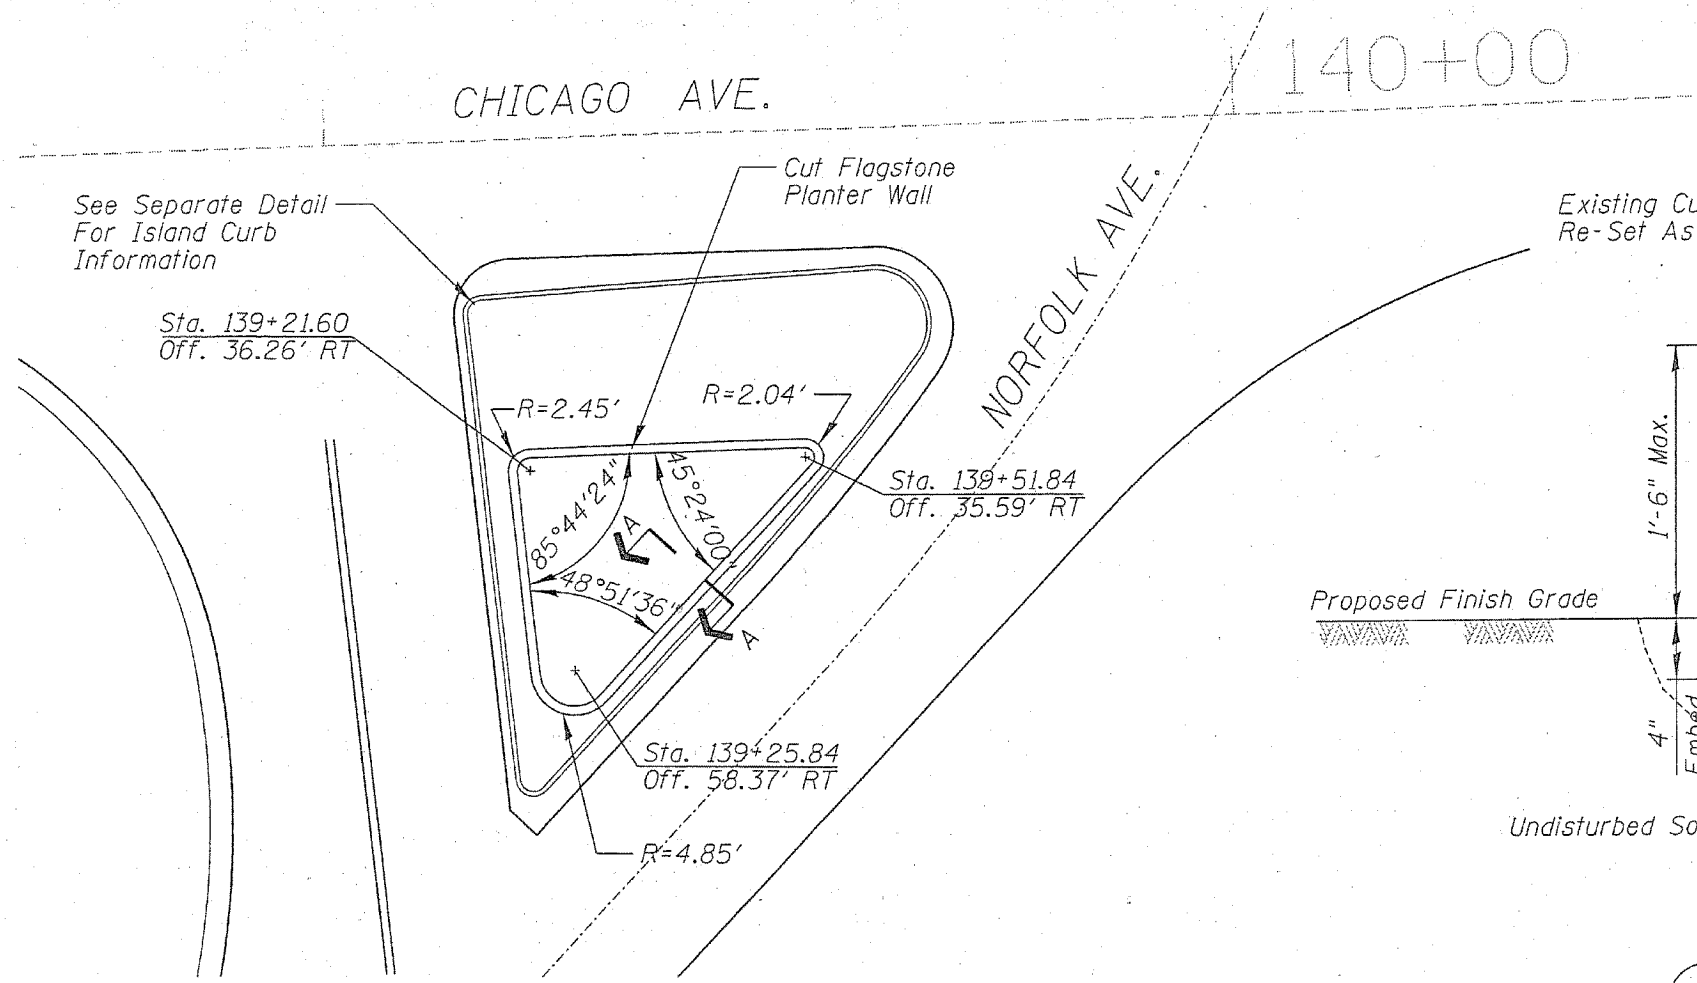 140+00
CHICAGO AVE.
Cut Flagstone
Planter Wall
See Separate Detail
For Island Curb
Information
NORFOLK AVE.
Existing Cu
Re-Set As
Sta. 139+21.60
Off. 36.26' RT
R=2.45'
R=2.04'
1'-6" Max.
Sta. 139+51.84
Off. 35.59' RT
85°44'24"
45°24'00"
A
48°51'36"
A
Proposed Finish Grade
4"
Embed
Sta. 139+25.84
Off. 58.37' RT
Undisturbed So
R=4.85'